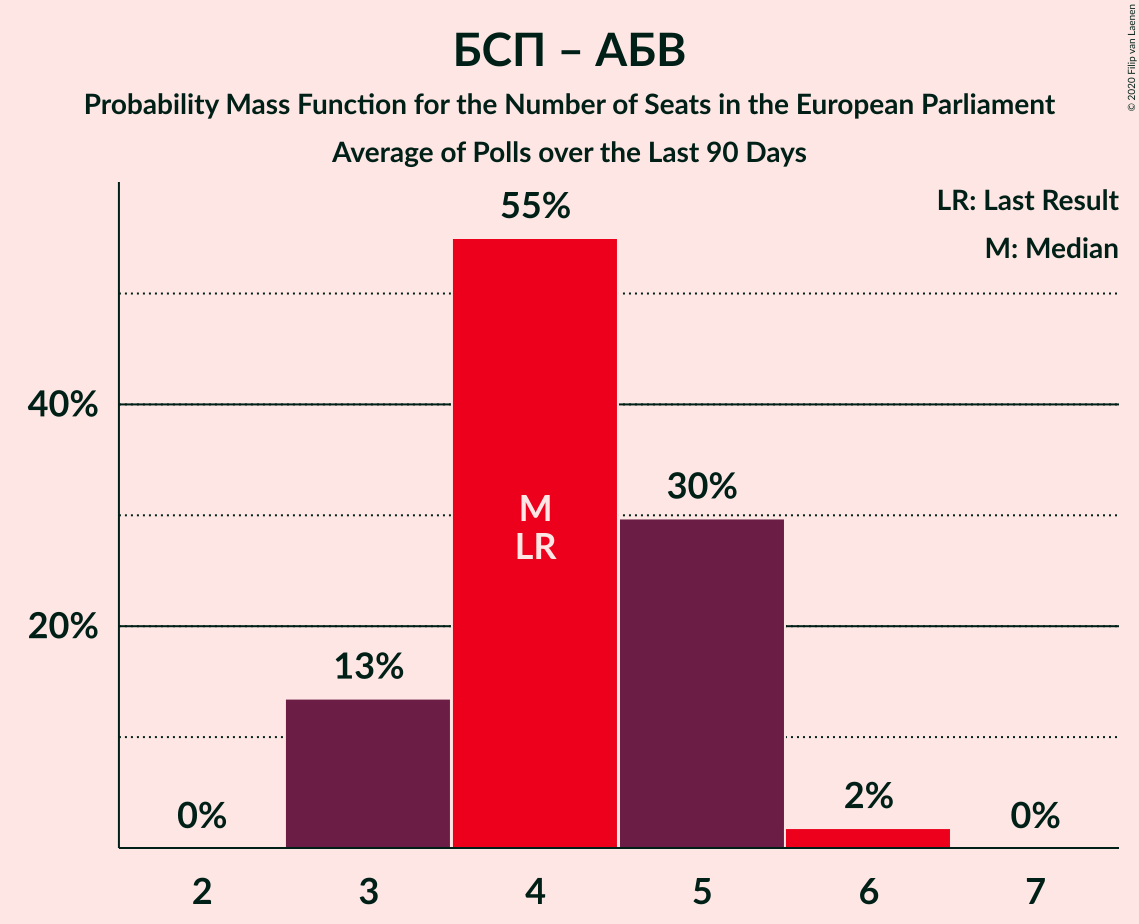 БСП – АБВ
Probability Mass Function for the Number of Seats in the European Parliament
Average of Polls over the Last 90 Days
© 2020 Filip van Laenen
LR: Last Result
M: Median
55%
40%
30%
M
LR
20%
13%
2%
0%
0%
2 3 4 5 6 7